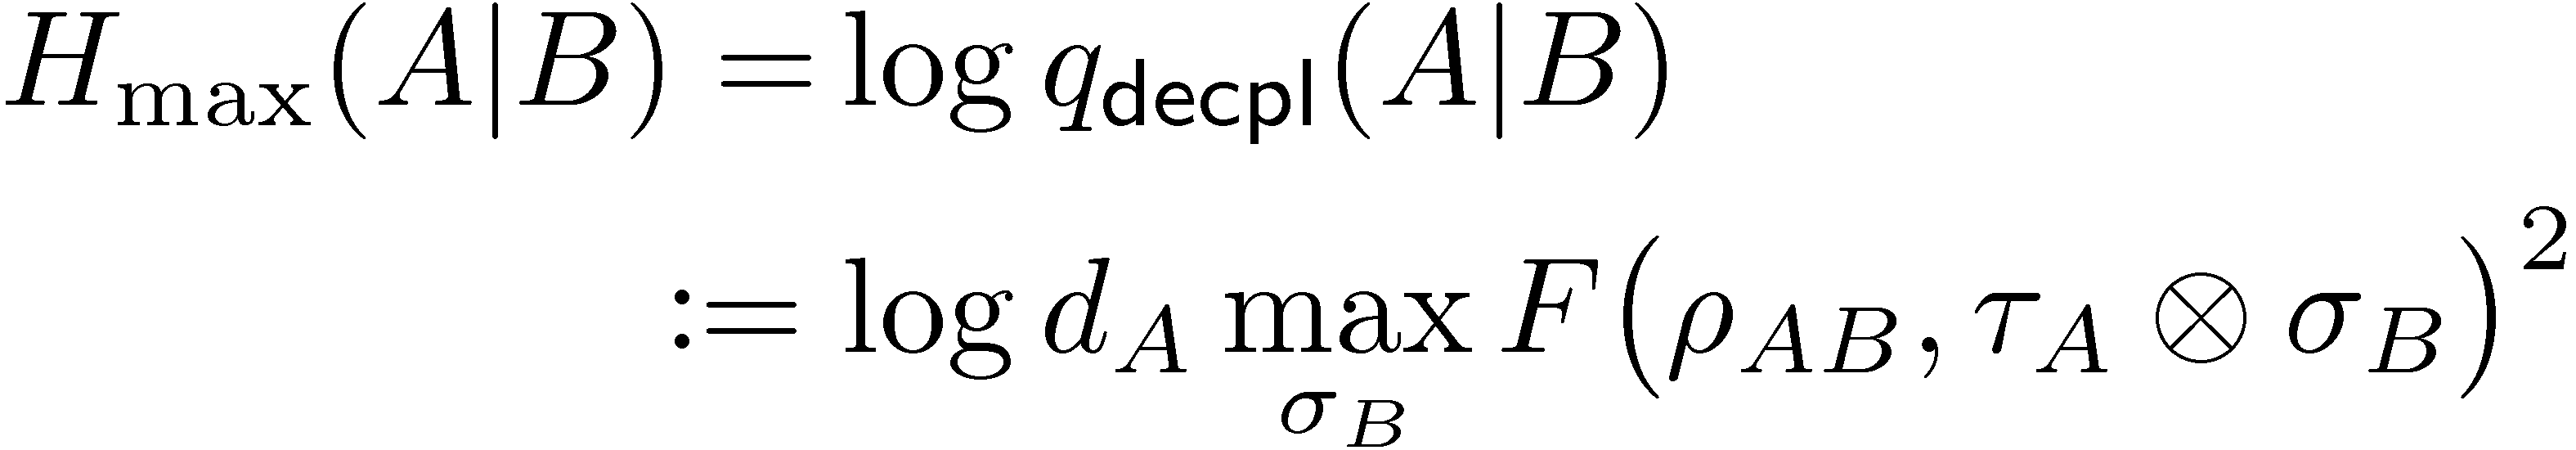 H_max(A|B) = log q_decpl(A|B)
:= log d_A max_{σ_B} F(ρ_{AB}, τ_A ⊗ σ_B)^2